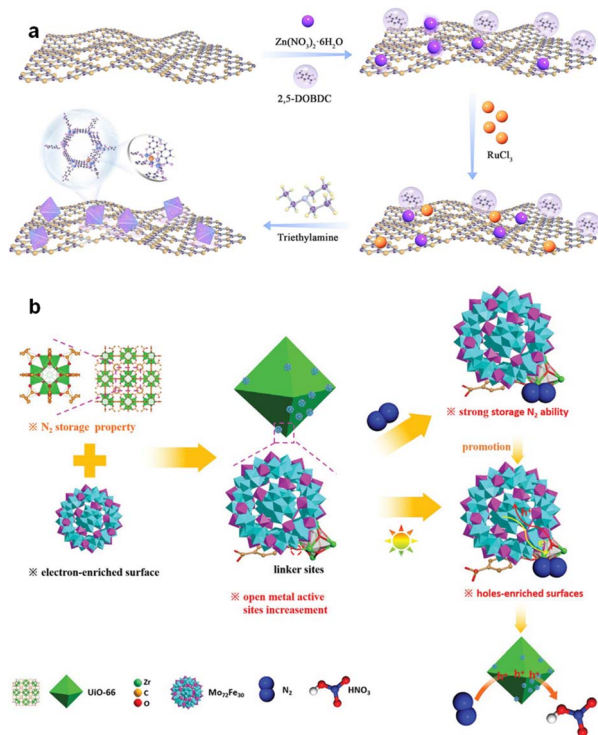 a
Zn(NO₃)₂·6H₂O
2,5-DOBDC
RuCl₃
Triethylamine
b
※ N₂ storage property
※ electron-enriched surface
linker sites
※ open metal active
sites increasement
※ strong storage N₂ ability
promotion
h⁺
※ holes-enriched surfaces
h⁺ h⁺ h⁺
UiO-66
Zr
C
O
Mo₇₂Fe₃₀
N₂
HNO₃